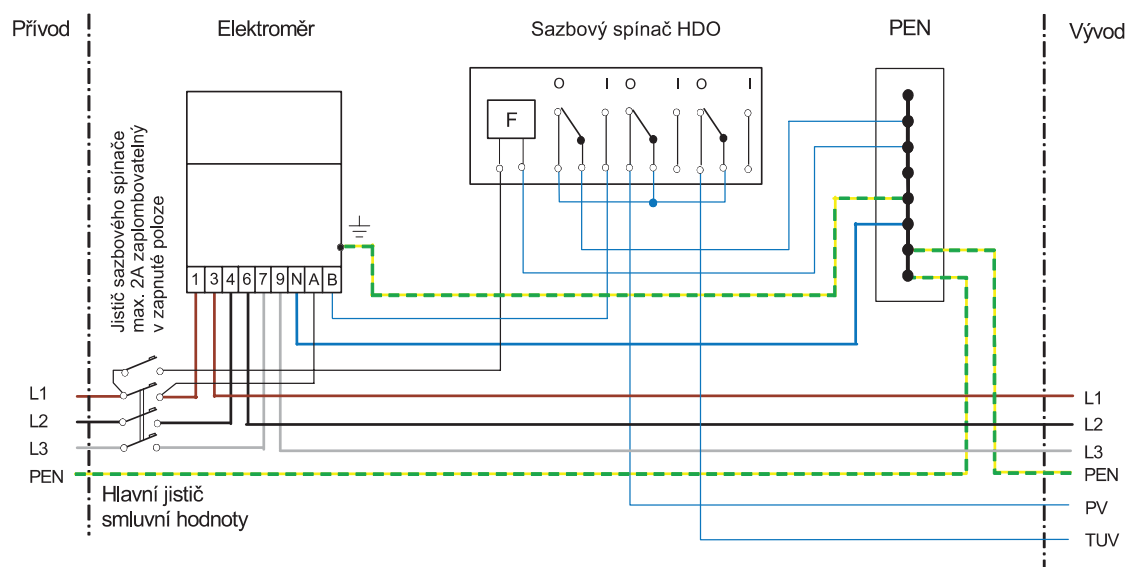 Přívod
Elektroměr
Sazbový spínač HDO
PEN
Vývod
O I O I O I
F
Jistič sazbového spínače
max. 2A zaplombovatelný
v zapnuté poloze
1 3 4 6 7 9 N A B
L1
L2
L3
PEN
L1
L2
L3
PEN
PV
TUV
Hlavní jistič
smluvní hodnoty